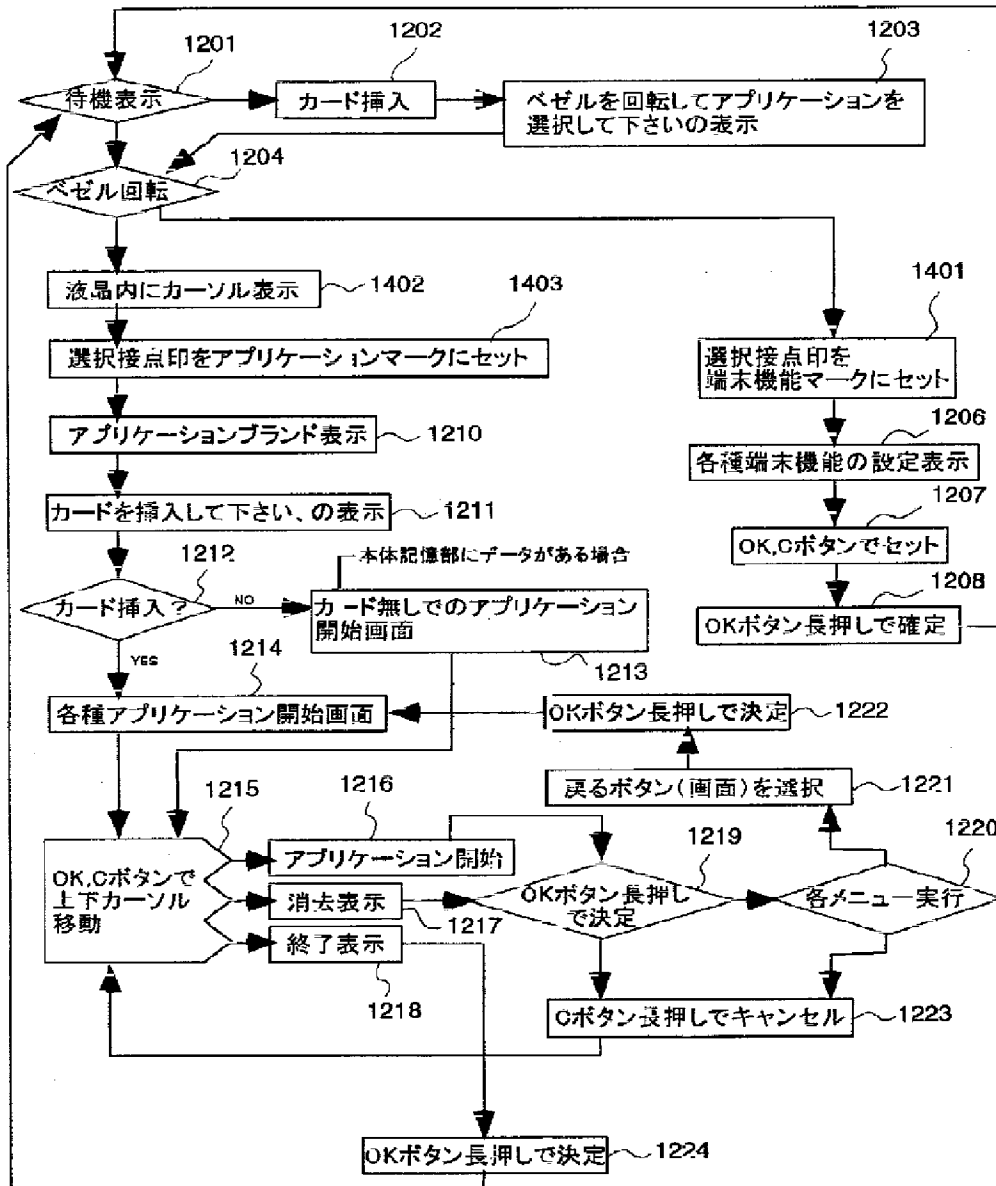 1201
1202
1203
待機表示
カード挿入
ベゼルを回転してアプリケーションを
選択して下さいの表示
1204
ベゼル回転
液晶内にカーソル表示
1402
1403
1401
選択接点印をアプリケーションマークにセット
選択接点印を
端末機能マークにセット
アプリケーションブランド表示
1210
1206
各種端末機能の設定表示
カードを挿入して下さい、の表示
1211
1207
OK,Cボタンでセット
1212
本体記憶部にデータがある場合
1208
カード挿入?
NO
カード無しでのアプリケーション
開始画面
OKボタン長押しで確定
YES
1214
1213
各種アプリケーション開始画面
OKボタン長押しで決定
1222
戻るボタン(画面)を選択
1221
1215
1216
1220
アプリケーション開始
1219
OK,Cボタンで
上下カーソル
移動
消去表示
1217
OKボタン長押し
で決定
各メニュー実行
終了表示
1218
Cボタン長押しでキャンセル
1223
OKボタン長押しで決定
1224